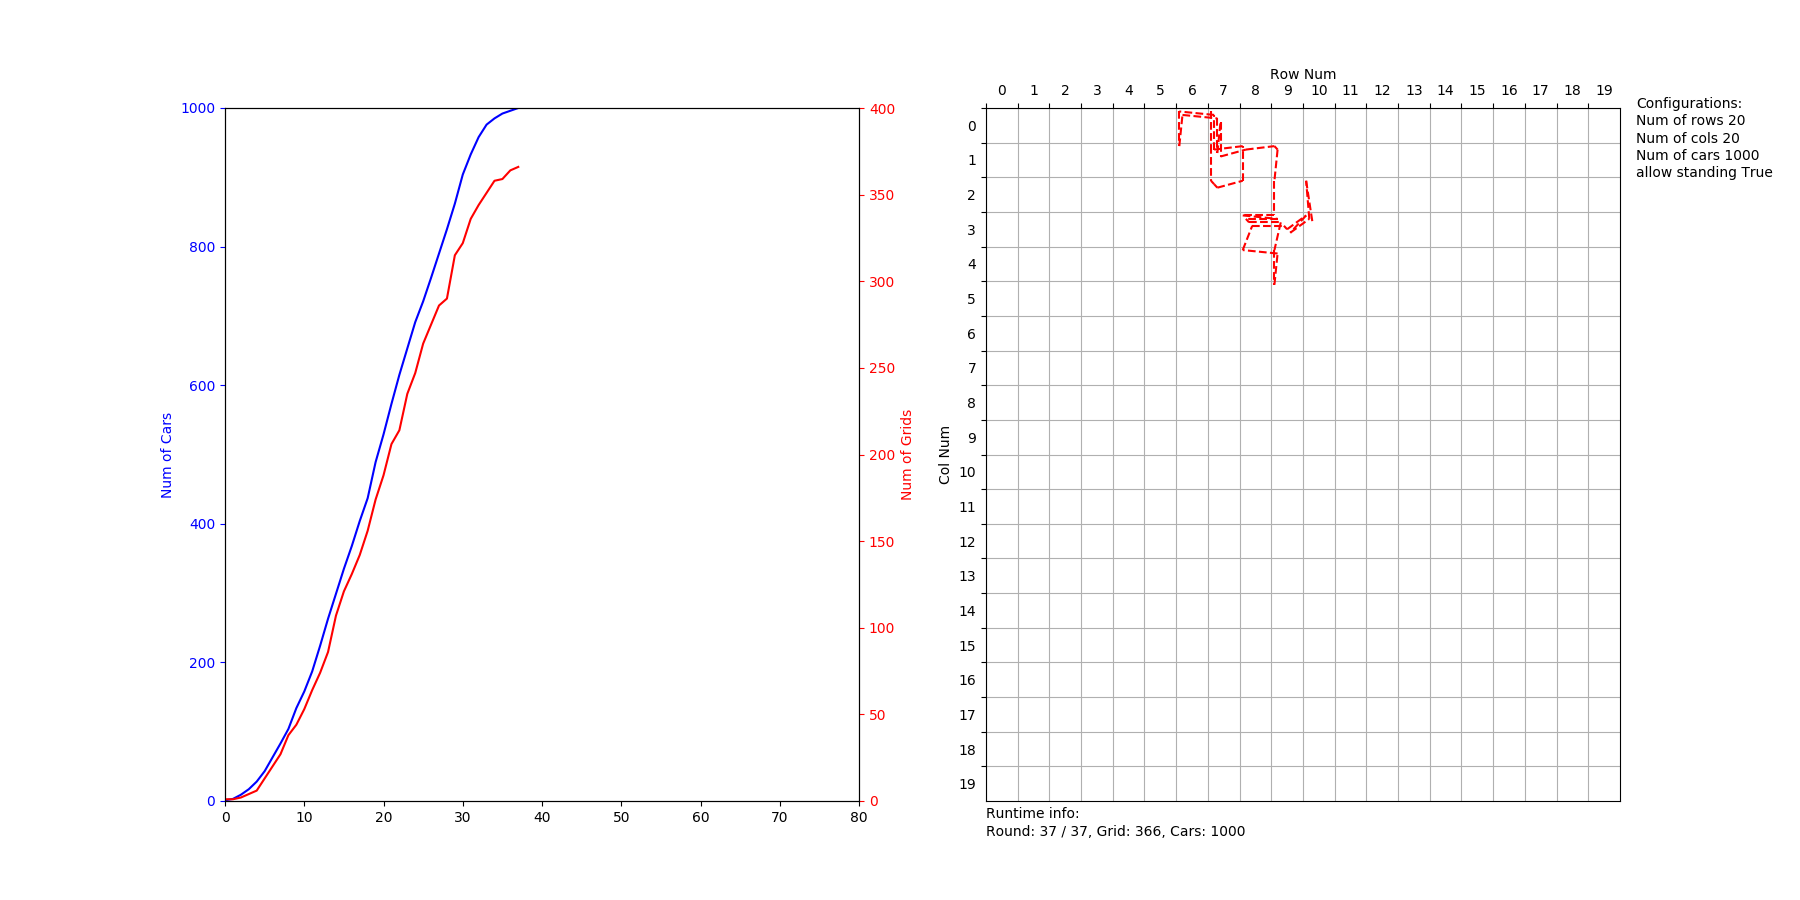 Num of Cars
1000
800
600
400
200
0
0 10 20 30 40 50 60 70 80
400
350
300
250
200
150
100
50
0
Num of Grids
Row Num
0 1 2 3 4 5 6 7 8 9 10 11 12 13 14 15 16 17 18 19
Col Num
0
1
2
3
4
5
6
7
8
9
10
11
12
13
14
15
16
17
18
19
Configurations:
Num of rows 20
Num of cols 20
Num of cars 1000
allow standing True
Runtime info:
Round: 37 / 37, Grid: 366, Cars: 1000